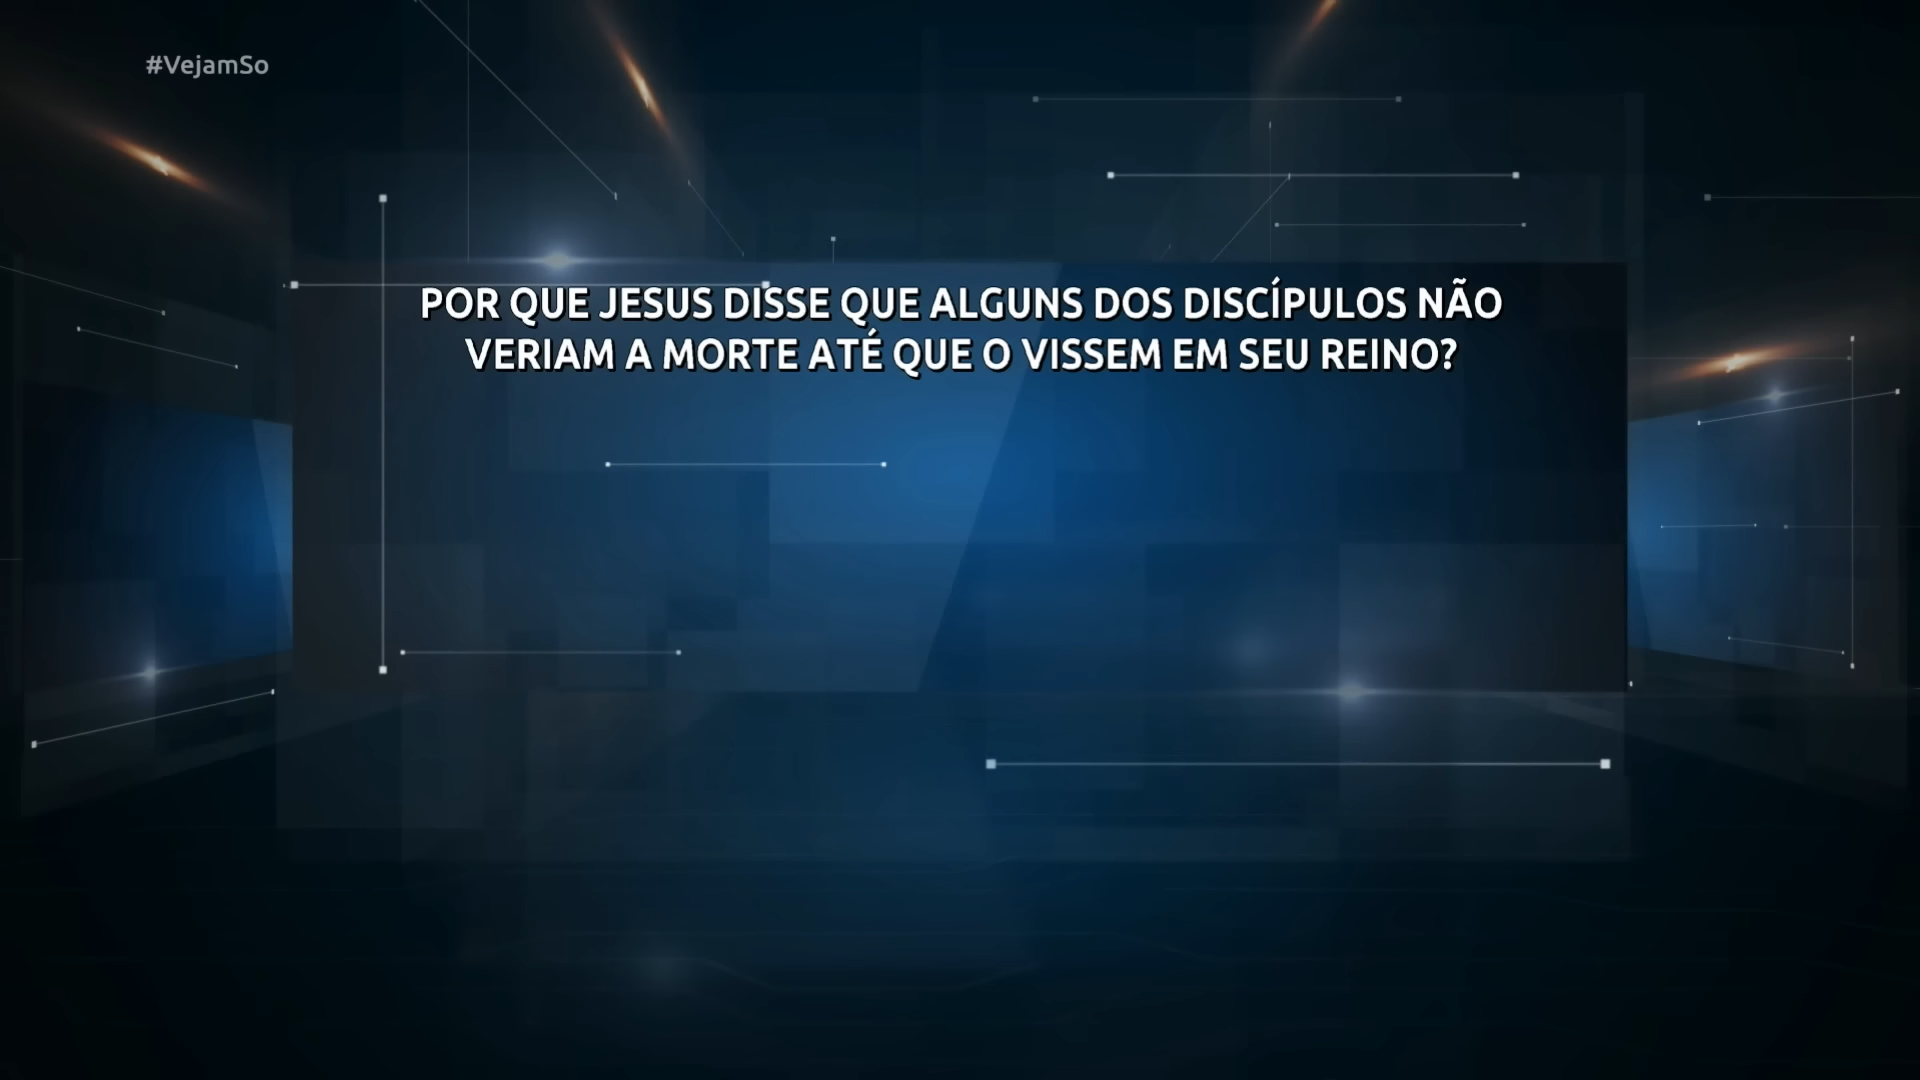 #VejamSo
POR QUE JESUS DISSE QUE ALGUNS DOS DISCÍPULOS NÃO
VERIAM A MORTE ATÉ QUE O VISSEM EM SEU REINO?